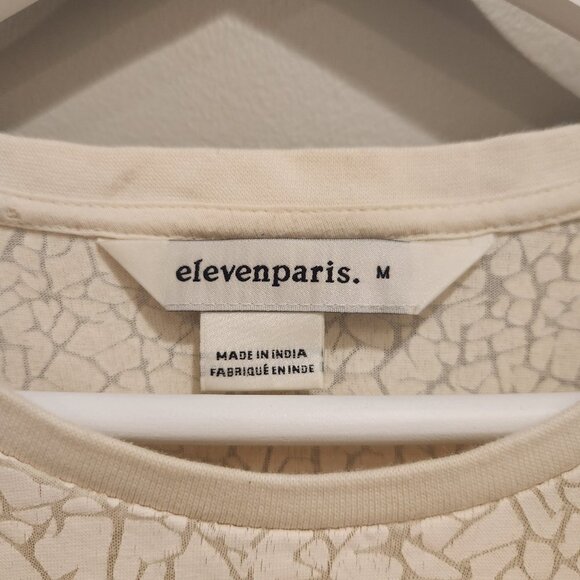 elevenparis. M
MADE IN INDIA
FABRIQUÉ EN INDE